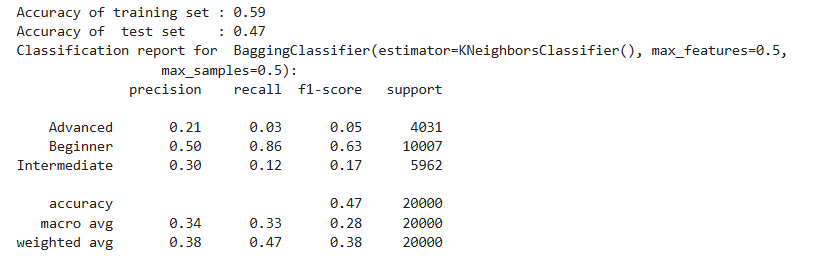 Accuracy of training set : 0.59
Accuracy of  test set    : 0.47
Classification report for  BaggingClassifier(estimator=KNeighborsClassifier(), max_features=0.5,
                  max_samples=0.5):
              precision    recall  f1-score   support

    Advanced       0.21      0.03      0.05      4031
    Beginner       0.50      0.86      0.63     10007
Intermediate       0.30      0.12      0.17      5962

    accuracy                           0.47     20000
   macro avg       0.34      0.33      0.28     20000
weighted avg       0.38      0.47      0.38     20000